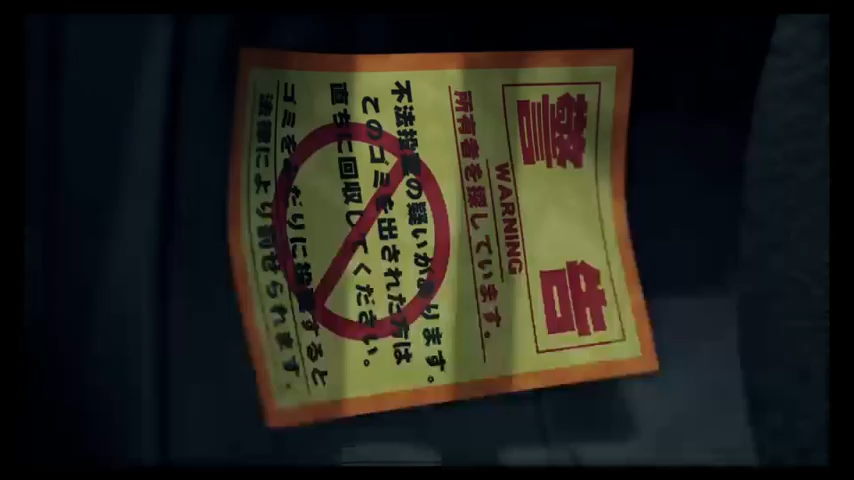 警告
WARNING
所有者を探しています。
不法投棄の疑いがあります。
このゴミを出された方は
直ちに回収してください。
ゴミをみだりに投棄すると
法律により罰せられます。